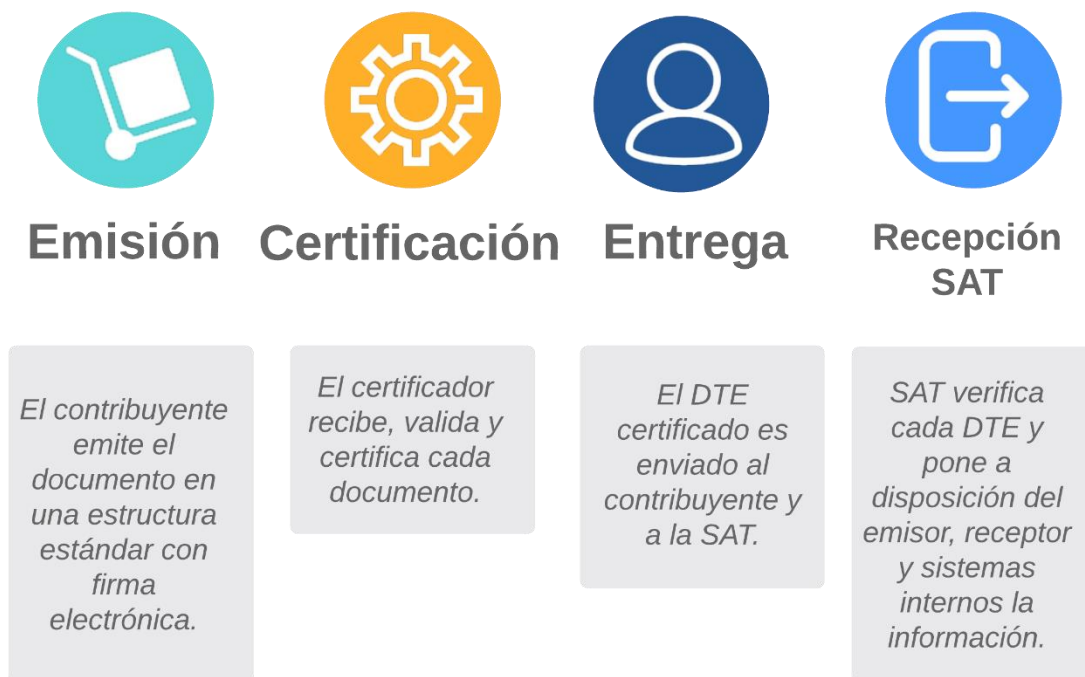 Emisión
El contribuyente
emite el
documento en
una estructura
estándar con
firma
electrónica.
Certificación
El certificador
recibe, valida y
certifica cada
documento.
Entrega
El DTE
certificado es
enviado al
contribuyente y
a la SAT.
Recepción
SAT
SAT verifica
cada DTE y
pone a
disposición del
emisor, receptor
y sistemas
internos la
información.